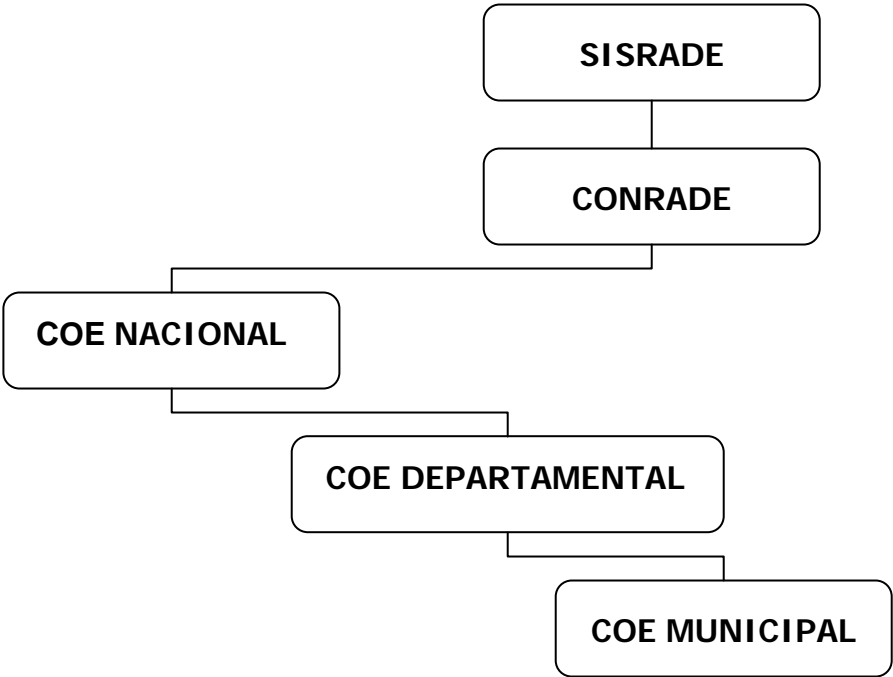 SISRADE
CONRADE
COE NACIONAL
COE DEPARTAMENTAL
COE MUNICIPAL